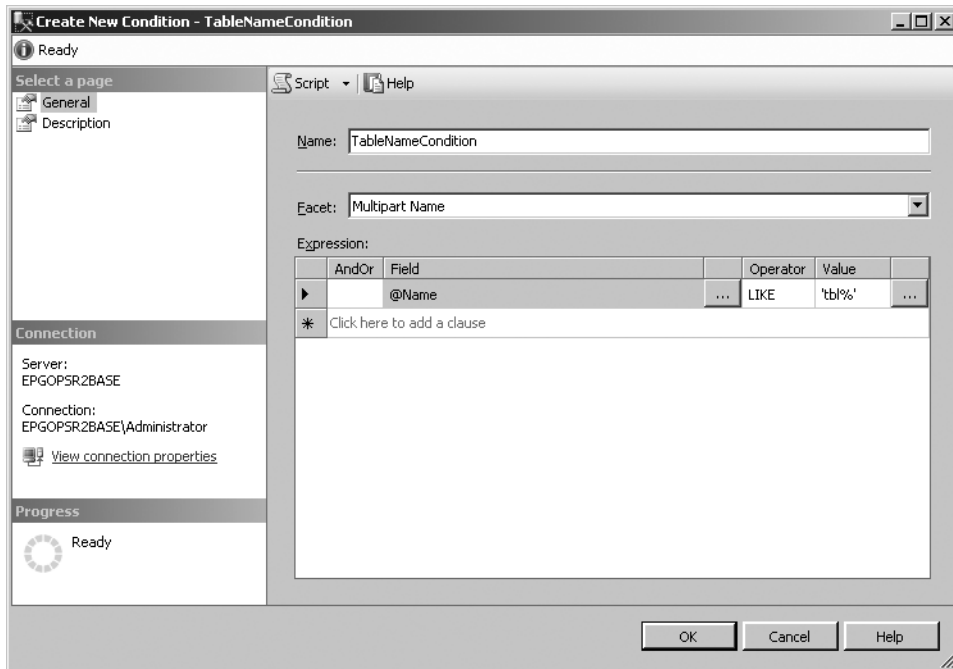 Create New Condition - TableNameCondition
Ready
Select a page
General
Description
Script
Help
Name:
TableNameCondition
Facet:
Multipart Name
Expression:
AndOr Field Operator Value
@Name ... LIKE 'tbl%' ...
Click here to add a clause
Connection
Server:
EPGOPSR2BASE
Connection:
EPGOPSR2BASE\Administrator
View connection properties
Progress
Ready
OK Cancel Help